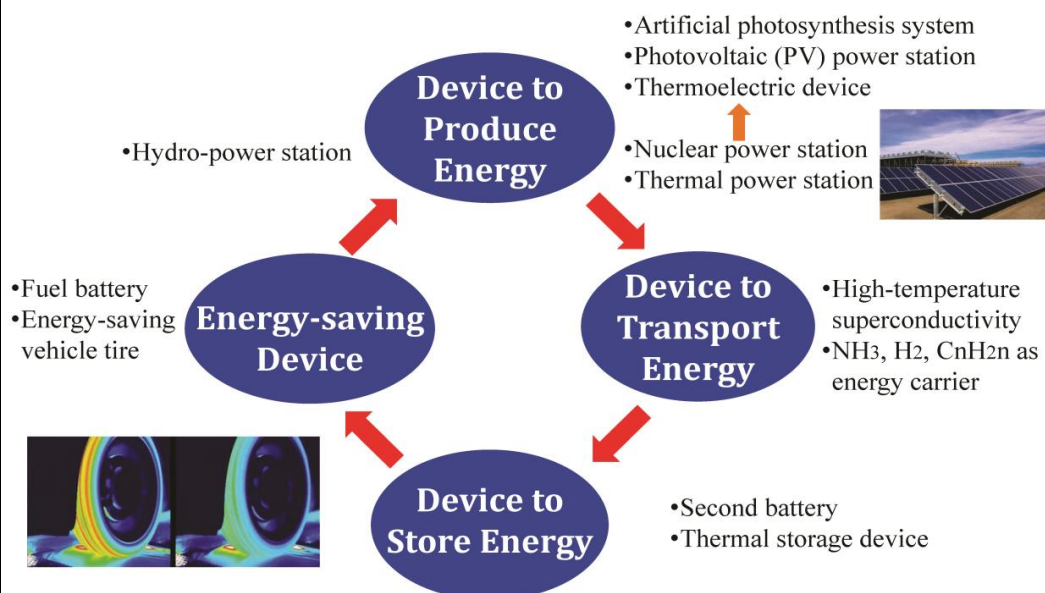 •Artificial photosynthesis system
•Photovoltaic (PV) power station
•Thermoelectric device
•Nuclear power station
•Thermal power station
Device to
Produce
Energy
•Hydro-power station
•Fuel battery
•Energy-saving
vehicle tire
Energy-saving
Device
Device to
Transport
Energy
•High-temperature
superconductivity
•NH3, H2, CnH2n as
energy carrier
Device to
Store Energy
•Second battery
•Thermal storage device